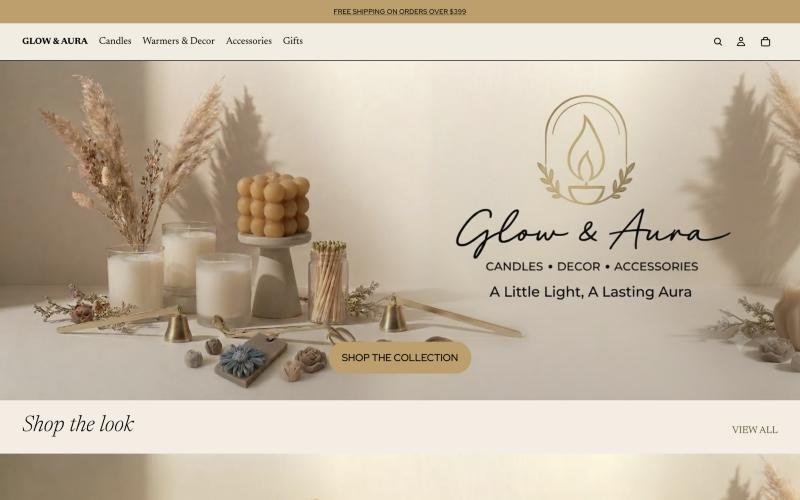 FREE SHIPPING ON ORDERS OVER $399
GLOW & AURA Candles Warmers & Decor Accessories Gifts
Glow & Aura
CANDLES • DECOR • ACCESSORIES
A Little Light, A Lasting Aura
SHOP THE COLLECTION
Shop the look
VIEW ALL